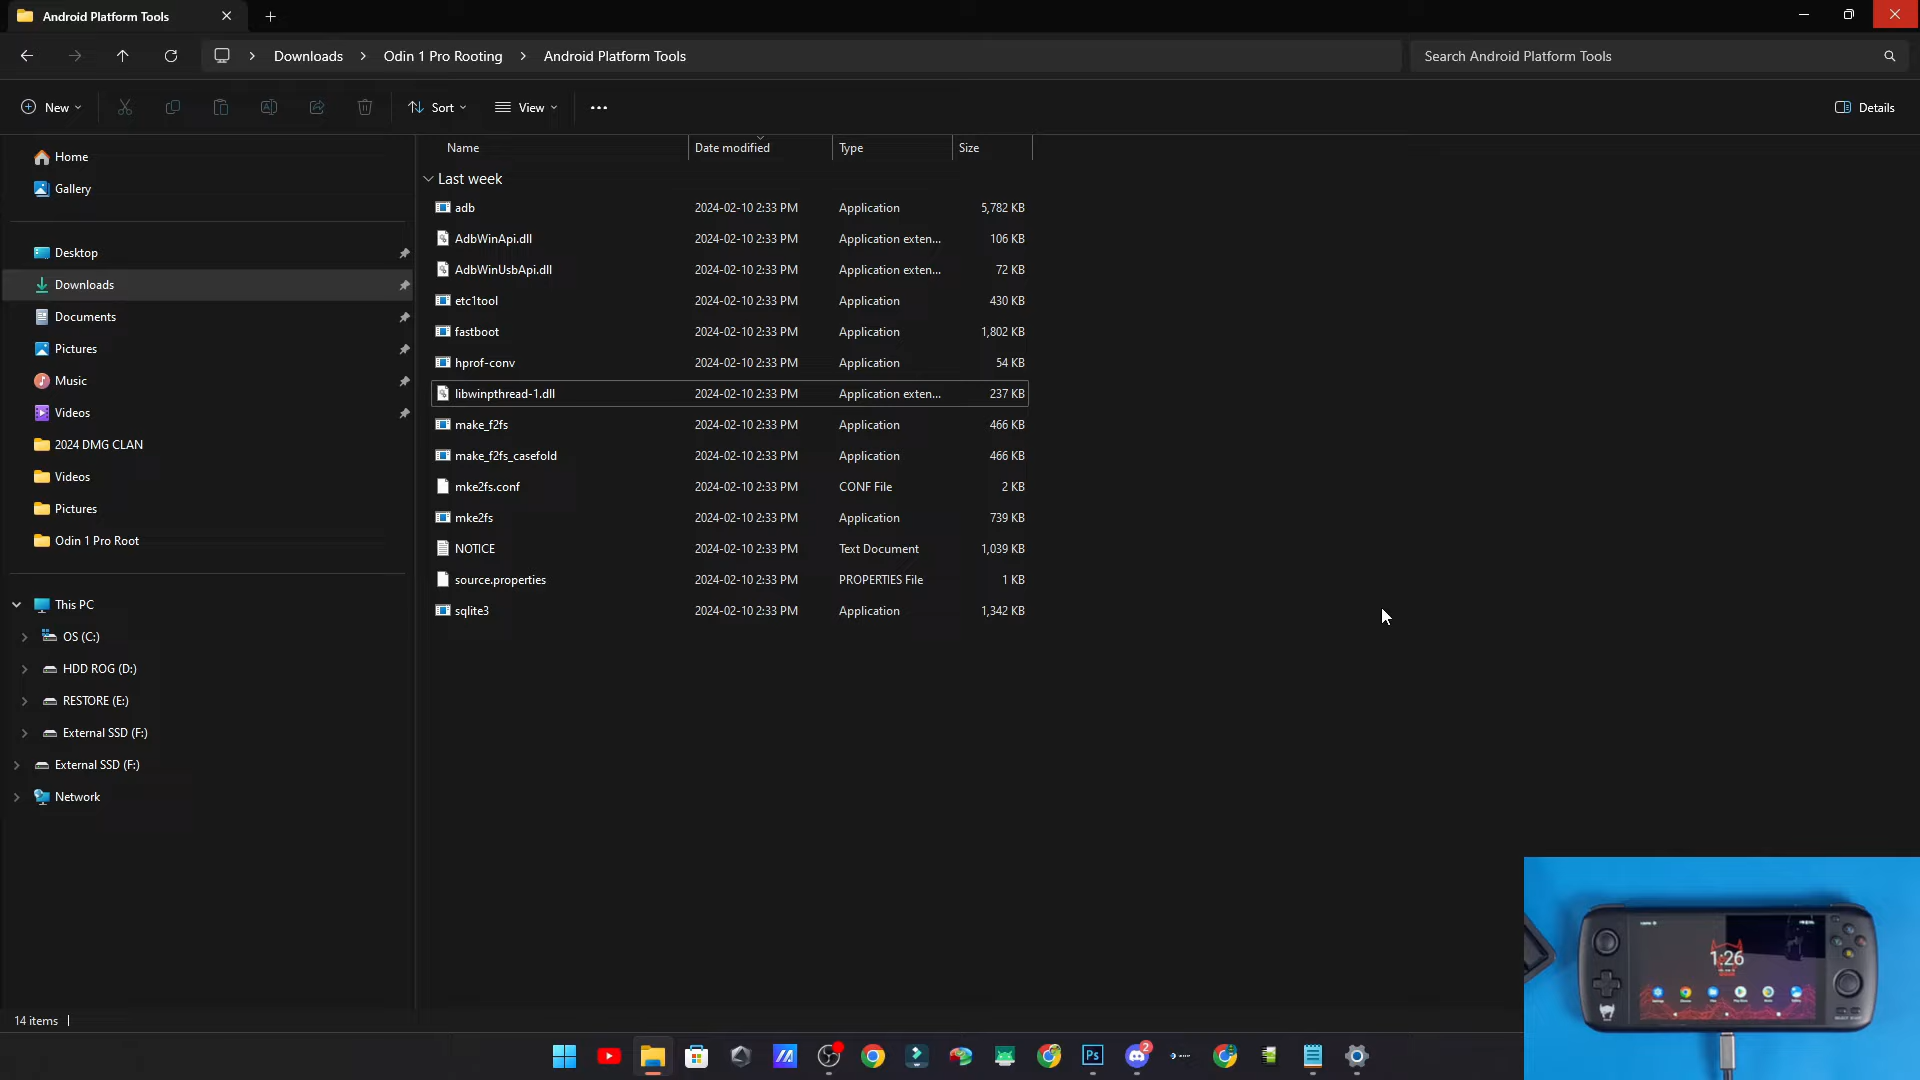 Android Platform Tools
Downloads > Odin 1 Pro Rooting > Android Platform Tools
Search Android Platform Tools
New
Sort
View
Details
Home
Gallery
Desktop
Downloads
Documents
Pictures
Music
Videos
2024 DMG CLAN
Videos
Pictures
Odin 1 Pro Root
This PC
OS (C:)
HDD ROG (D:)
RESTORE (E:)
External SSD (F:)
External SSD (F:)
Network
Name Date modified Type Size
Last week
adb 2024-02-10 2:33 PM Application 5,782 KB
AdbWinApi.dll 2024-02-10 2:33 PM Application exten... 106 KB
AdbWinUsbApi.dll 2024-02-10 2:33 PM Application exten... 72 KB
etc1tool 2024-02-10 2:33 PM Application 430 KB
fastboot 2024-02-10 2:33 PM Application 1,802 KB
hprof-conv 2024-02-10 2:33 PM Application 54 KB
libwinpthread-1.dll 2024-02-10 2:33 PM Application exten... 237 KB
make_f2fs 2024-02-10 2:33 PM Application 466 KB
make_f2fs_casefold 2024-02-10 2:33 PM Application 466 KB
mke2fs.conf 2024-02-10 2:33 PM CONF File 2 KB
mke2fs 2024-02-10 2:33 PM Application 739 KB
NOTICE 2024-02-10 2:33 PM Text Document 1,039 KB
source.properties 2024-02-10 2:33 PM PROPERTIES File 1 KB
sqlite3 2024-02-10 2:33 PM Application 1,342 KB
14 items
Ps
2
1:26